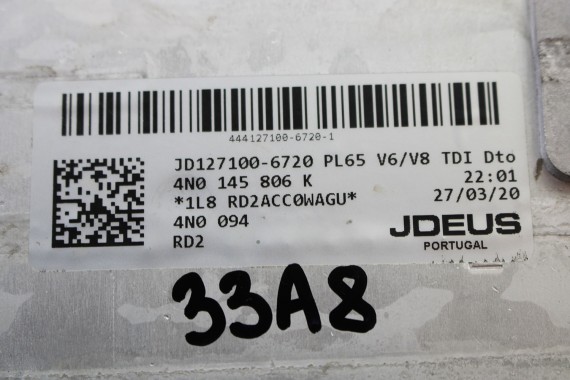 444127100-6720-1
JD127100-6720 PL65 V6/V8 TDI Dto
4N0 145 806 K 22:01
*1L8 RD2ACC0WAGU* 27/03/20
4N0 094 JDEUS
RD2 PORTUGAL
33A8